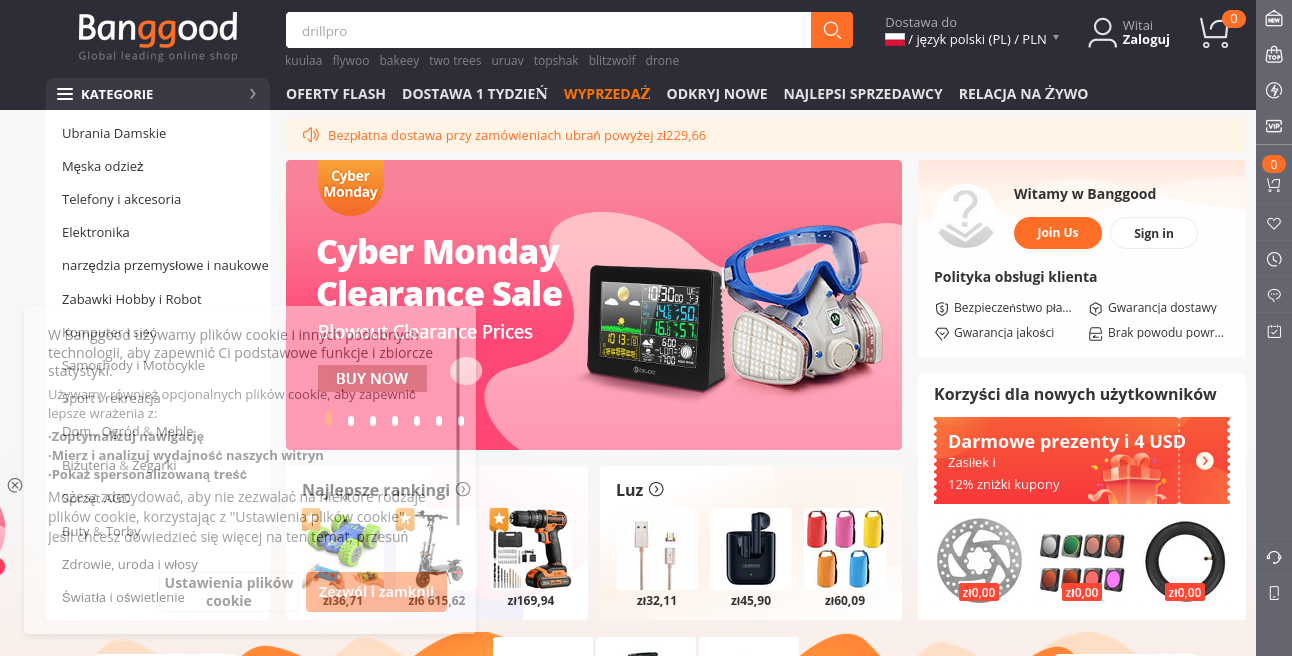 Banggood
Global leading online shop
drillpro
kuulaa flywoo bakeey two trees uruav topshak blitzwolf drone
Dostawa do
/ język polski (PL) / PLN
Witai
Zaloguj
0
NEW
TOP
VIP
0
KATEGORIE
OFERTY FLASH DOSTAWA 1 TYDZIEŃ WYPRZEDAŻ ODKRYJ NOWE NAJLEPSI SPRZEDAWCY RELACJA NA ŻYWO
Ubrania Damskie
Męska odzież
Telefony i akcesoria
Elektronika
narzędzia przemysłowe i naukowe
Zabawki Hobby i Robot
Komputer i sieć
Samochody i Motocykle
Sport i rekreacja
Dom , Ogród & Meble
Biżuteria & Zegarki
Sprzęt AGD
Buty & Torby
Zdrowie, uroda i włosy
Światła i oświetlenie
W Banggood używamy plików cookie i innych podobnych
technologii, aby zapewnić Ci podstawowe funkcje i zbiorcze
statystyki.
Używamy również opcjonalnych plików cookie, aby zapewnić
lepsze wrażenia z:
·Zoptymalizuj nawigację
·Mierz i analizuj wydajność naszych witryn
·Pokaż spersonalizowaną treść
Możesz zdecydować, aby nie zezwalać na niektóre rodzaje
plików cookie, korzystając z "Ustawienia plików cookie".
Jeśli chcesz dowiedzieć się więcej na ten temat, przesuń
Ustawienia plików
cookie
Zezwól i zamknij
Bezpłatna dostawa przy zamówieniach ubrań powyżej zł229,66
Cyber
Monday
Cyber Monday
Clearance Sale
Blowout Clearance Prices
BUY NOW
Witamy w Banggood
Join Us
Sign in
Polityka obsługi klienta
Bezpieczeństwo pła...
Gwarancja dostawy
Gwarancja jakości
Brak powodu powr...
Korzyści dla nowych użytkowników
Darmowe prezenty i 4 USD
Zasiłek i
12% zniżki kupony
zł0,00
zł0,00
zł0,00
Najlepsze rankingi
zł36,71
zł6 615,62
zł169,94
Luz
zł32,11
zł45,90
zł60,09